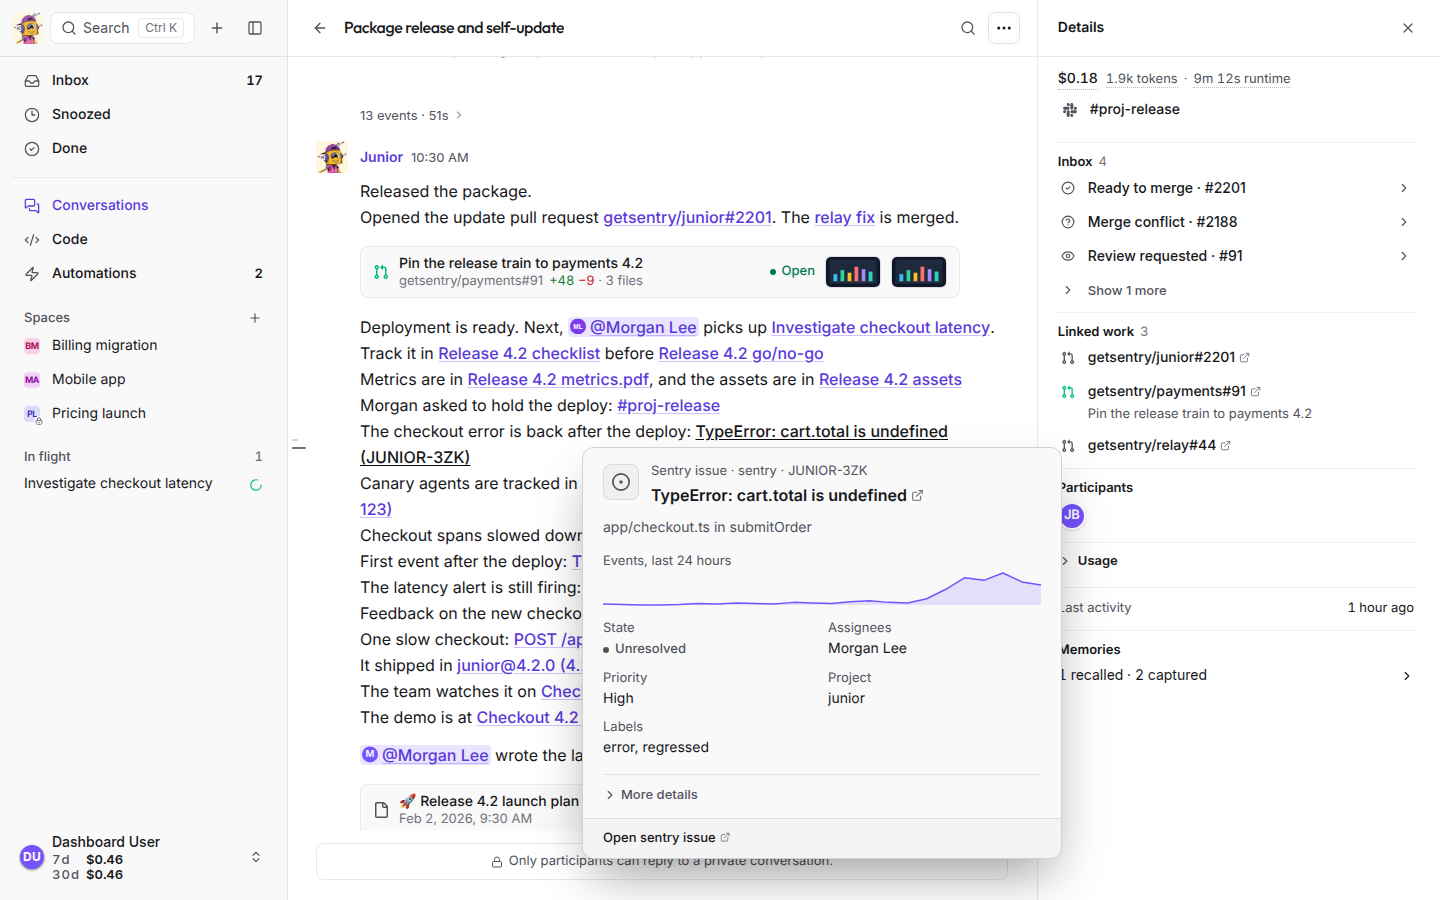 Search Ctrl K
Inbox 17
Snoozed
Done
Conversations
Code
Automations 2
Spaces
BM Billing migration
MA Mobile app
PL Pricing launch
In flight 1
Investigate checkout latency
DU Dashboard User
7d $0.46
30d $0.46
Package release and self-update
13 events · 51s
Junior 10:30 AM
Released the package.
Opened the update pull request getsentry/junior#2201. The relay fix is merged.
Pin the release train to payments 4.2
getsentry/payments#91 +48 −9 · 3 files
Open
Deployment is ready. Next, ML @Morgan Lee picks up Investigate checkout latency.
Track it in Release 4.2 checklist before Release 4.2 go/no-go
Metrics are in Release 4.2 metrics.pdf, and the assets are in Release 4.2 assets
Morgan asked to hold the deploy: #proj-release
The checkout error is back after the deploy: TypeError: cart.total is undefined
(JUNIOR-3ZK)
Canary agents are tracked in
123)
Checkout spans slowed down
First event after the deploy: T
The latency alert is still firing:
Feedback on the new checko
One slow checkout: POST /ap
It shipped in junior@4.2.0 (4.
The team watches it on Chec
The demo is at Checkout 4.2
M @Morgan Lee wrote the la
🚀 Release 4.2 launch plan
Feb 2, 2026, 9:30 AM
Only participants can reply to a private conversation.
Sentry issue · sentry · JUNIOR-3ZK
TypeError: cart.total is undefined
app/checkout.ts in submitOrder
Events, last 24 hours
State Assignees
Unresolved Morgan Lee
Priority Project
High junior
Labels
error, regressed
More details
Open sentry issue
Details
$0.18 1.9k tokens · 9m 12s runtime
#proj-release
Inbox 4
Ready to merge · #2201
Merge conflict · #2188
Review requested · #91
Show 1 more
Linked work 3
getsentry/junior#2201
getsentry/payments#91
Pin the release train to payments 4.2
getsentry/relay#44
Participants
JB
Usage
Last activity 1 hour ago
Memories
1 recalled · 2 captured